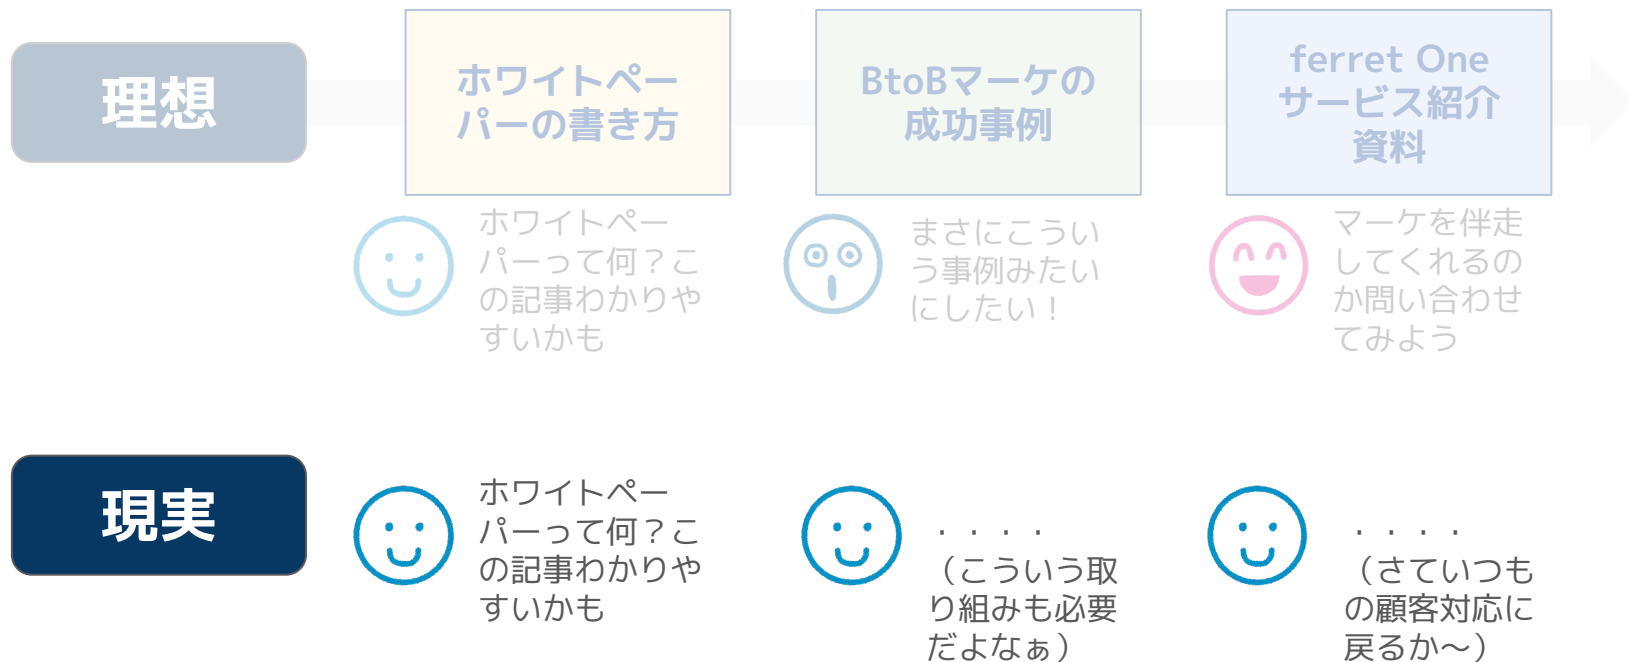 理想
ホワイトペー
パーの書き方
BtoBマーケの
成功事例
ferret One
サービス紹介
資料
ホワイトペー
パーって何？こ
の記事わかりや
すいかも
まさにこうい
う事例みたい
にしたい！
マーケを伴走
してくれるの
か問い合わせ
てみよう
現実
ホワイトペー
パーって何？こ
の記事わかりや
すいかも
．．．．
（こういう取
り組みも必要
だよなぁ）
．．．．
（さていつも
の顧客対応に
戻るか〜）